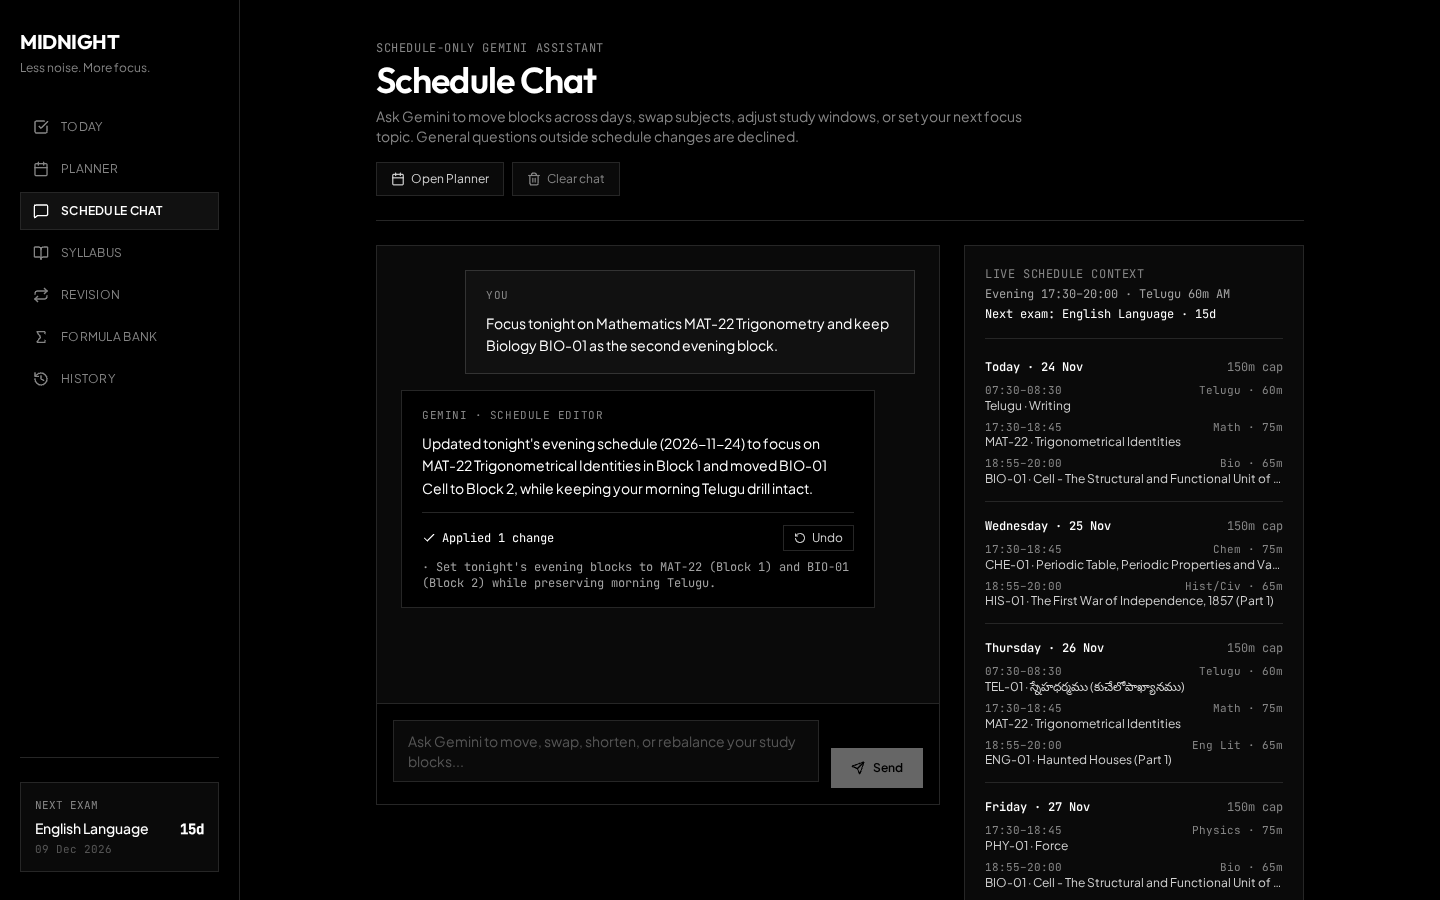 MIDNIGHT
Less noise. More focus.
TODAY
PLANNER
SCHEDULE CHAT
SYLLABUS
REVISION
FORMULA BANK
HISTORY
NEXT EXAM
English Language 15d
09 Dec 2026
SCHEDULE-ONLY GEMINI ASSISTANT
Schedule Chat
Ask Gemini to move blocks across days, swap subjects, adjust study windows, or set your next focus
topic. General questions outside schedule changes are declined.
Open Planner
Clear chat
YOU
Focus tonight on Mathematics MAT-22 Trigonometry and keep
Biology BIO-01 as the second evening block.
GEMINI · SCHEDULE EDITOR
Updated tonight's evening schedule (2026-11-24) to focus on
MAT-22 Trigonometrical Identities in Block 1 and moved BIO-01
Cell to Block 2, while keeping your morning Telugu drill intact.
Applied 1 change
Undo
· Set tonight's evening blocks to MAT-22 (Block 1) and BIO-01
(Block 2) while preserving morning Telugu.
Ask Gemini to move, swap, shorten, or rebalance your study
blocks...
Send
LIVE SCHEDULE CONTEXT
Evening 17:30–20:00 · Telugu 60m AM
Next exam: English Language · 15d
Today · 24 Nov 150m cap
07:30–08:30 Telugu · 60m
Telugu · Writing
17:30–18:45 Math · 75m
MAT-22 · Trigonometrical Identities
18:55–20:00 Bio · 65m
BIO-01 · Cell - The Structural and Functional Unit of ...
Wednesday · 25 Nov 150m cap
17:30–18:45 Chem · 75m
CHE-01 · Periodic Table, Periodic Properties and Va...
18:55–20:00 Hist/Civ · 65m
HIS-01 · The First War of Independence, 1857 (Part 1)
Thursday · 26 Nov 150m cap
07:30–08:30 Telugu · 60m
TEL-01 · స్నేహధర్మము (కుచేలోపాఖ్యానము)
17:30–18:45 Math · 75m
MAT-22 · Trigonometrical Identities
18:55–20:00 Eng Lit · 65m
ENG-01 · Haunted Houses (Part 1)
Friday · 27 Nov 150m cap
17:30–18:45 Physics · 75m
PHY-01 · Force
18:55–20:00 Bio · 65m
BIO-01 · Cell - The Structural and Functional Unit of ...